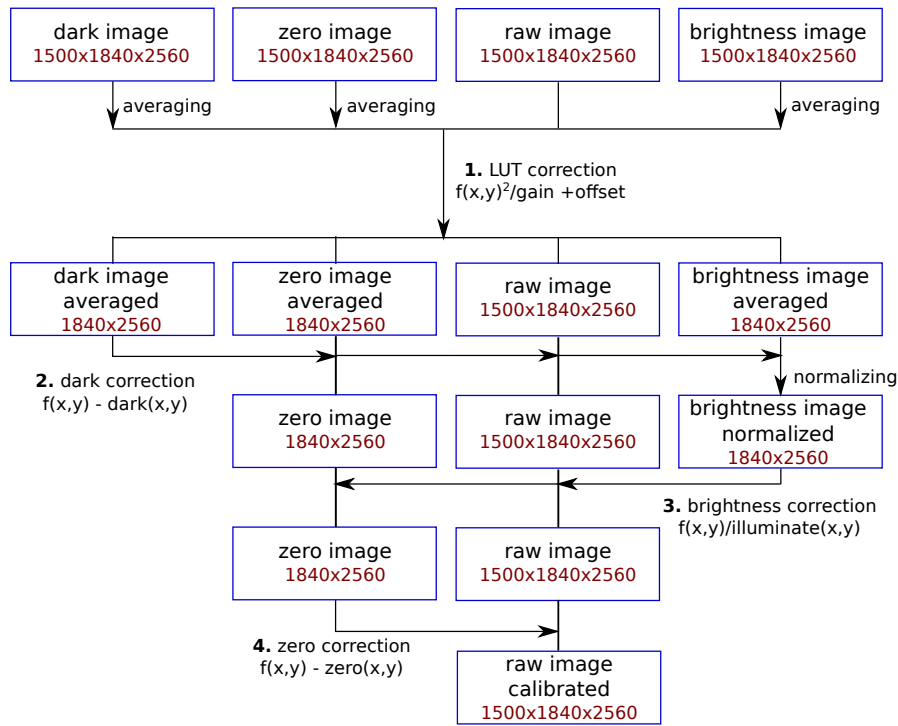 dark image
1500x1840x2560
zero image
1500x1840x2560
raw image
1500x1840x2560
brightness image
1500x1840x2560
averaging
averaging
averaging
1. LUT correction
f(x,y)²/gain +offset
dark image
averaged
1840x2560
zero image
averaged
1840x2560
raw image
1500x1840x2560
brightness image
averaged
1840x2560
2. dark correction
f(x,y) - dark(x,y)
normalizing
zero image
1840x2560
raw image
1500x1840x2560
brightness image
normalized
1840x2560
3. brightness correction
f(x,y)/illuminate(x,y)
zero image
1840x2560
raw image
1500x1840x2560
4. zero correction
f(x,y) - zero(x,y)
raw image
calibrated
1500x1840x2560